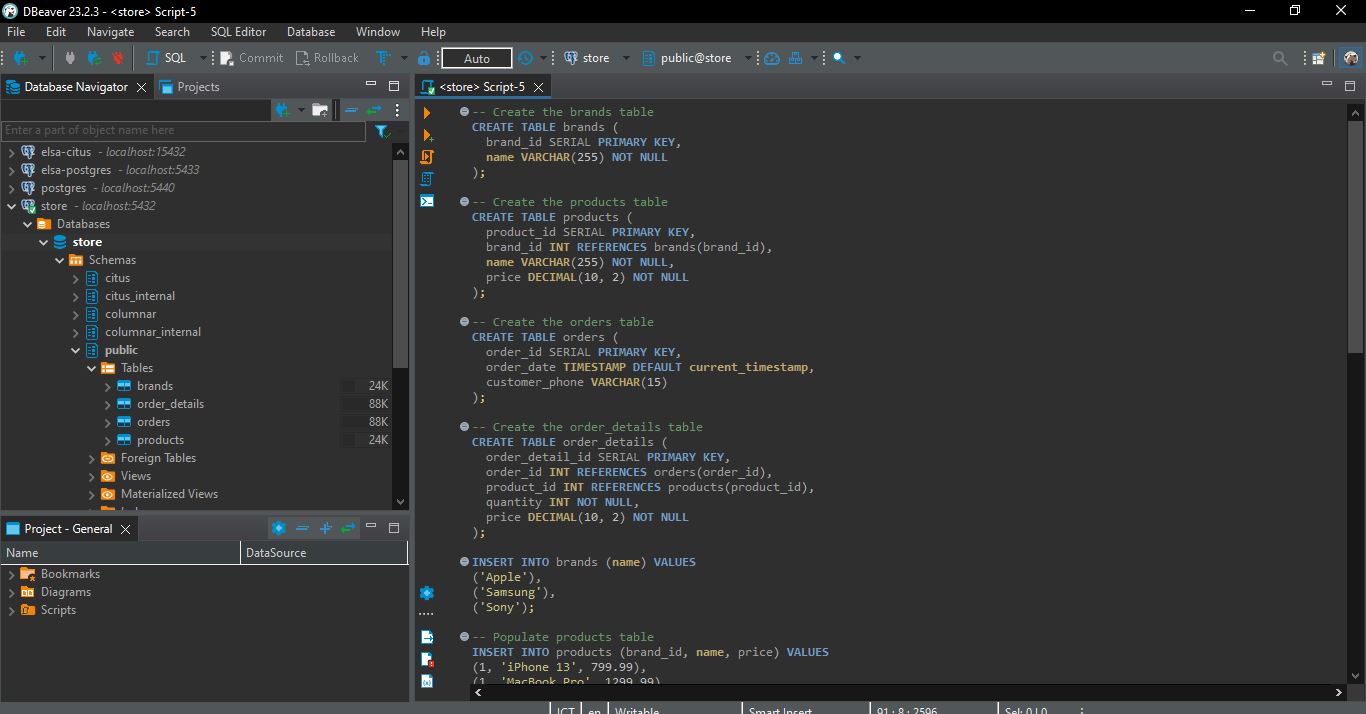 DBeaver 23.2.3 - <store> Script-5
File Edit Navigate Search SQL Editor Database Window Help
SQL Commit Rollback Auto store public@store
Database Navigator Projects
Enter a part of object name here
elsa-citus - localhost:15432
elsa-postgres - localhost:5433
postgres - localhost:5440
store - localhost:5432
Databases
store
Schemas
citus
citus_internal
columnar
columnar_internal
public
Tables
brands 24K
order_details 88K
orders 88K
products 24K
Foreign Tables
Views
Materialized Views
Project - General
Name DataSource
Bookmarks
Diagrams
Scripts
<store> Script-5
-- Create the brands table
CREATE TABLE brands (
brand_id SERIAL PRIMARY KEY,
name VARCHAR(255) NOT NULL
);
-- Create the products table
CREATE TABLE products (
product_id SERIAL PRIMARY KEY,
brand_id INT REFERENCES brands(brand_id),
name VARCHAR(255) NOT NULL,
price DECIMAL(10, 2) NOT NULL
);
-- Create the orders table
CREATE TABLE orders (
order_id SERIAL PRIMARY KEY,
order_date TIMESTAMP DEFAULT current_timestamp,
customer_phone VARCHAR(15)
);
-- Create the order_details table
CREATE TABLE order_details (
order_detail_id SERIAL PRIMARY KEY,
order_id INT REFERENCES orders(order_id),
product_id INT REFERENCES products(product_id),
quantity INT NOT NULL,
price DECIMAL(10, 2) NOT NULL
);
INSERT INTO brands (name) VALUES
('Apple'),
('Samsung'),
('Sony');
-- Populate products table
INSERT INTO products (brand_id, name, price) VALUES
(1, 'iPhone 13', 799.99),
(1, 'MacBook Pro', 1299.99)
ICT en Writable Smart Insert 91 : 8 : 2596 Sel: 0 | 0